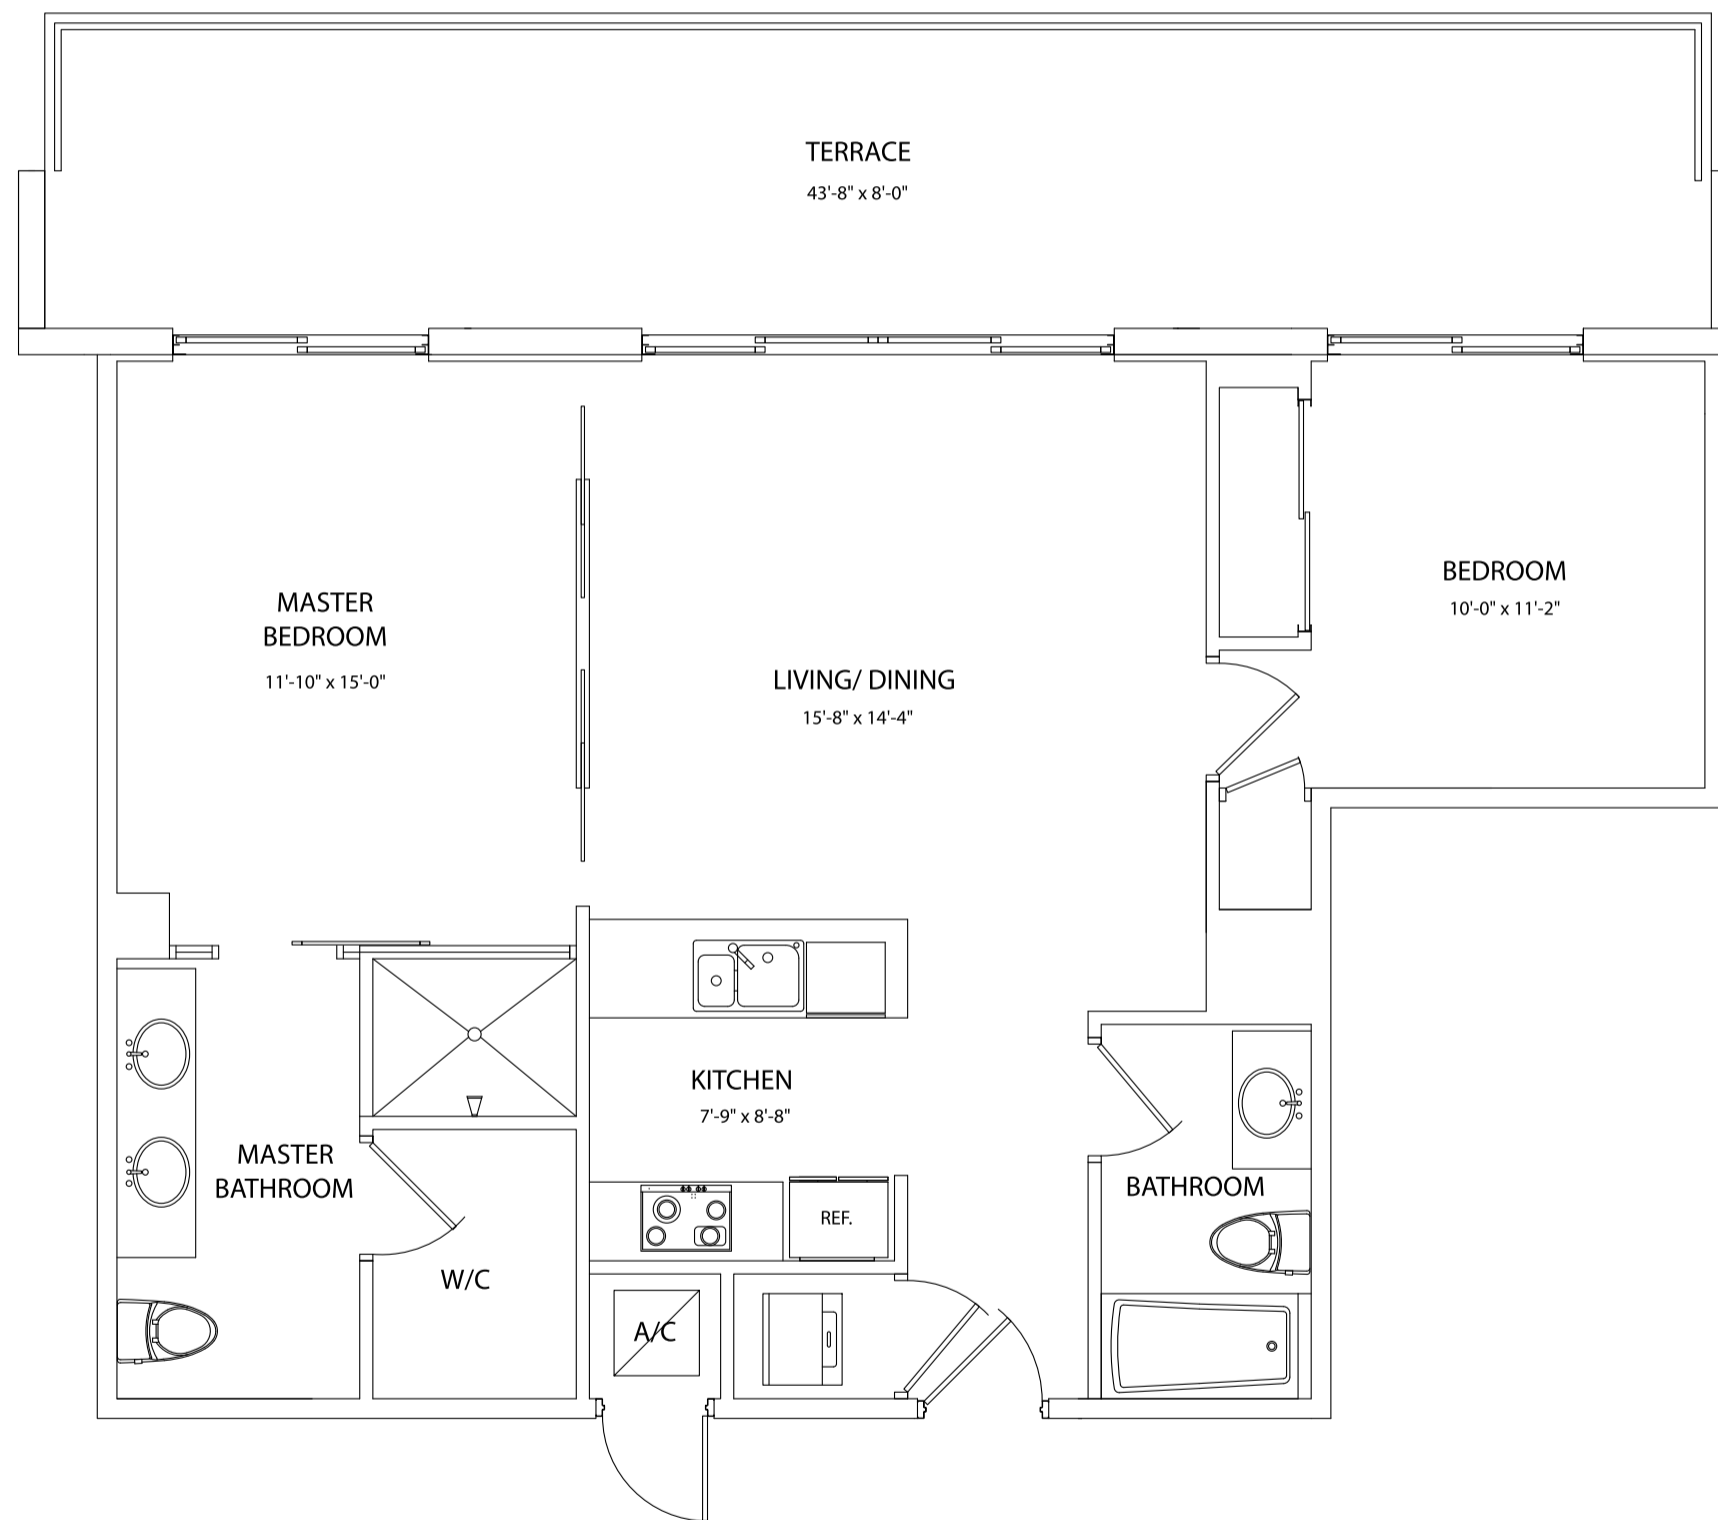 TERRACE
43'-8" x 8'-0"
MASTER
BEDROOM
11'-10" x 15'-0"
LIVING/ DINING
15'-8" x 14'-4"
BEDROOM
10'-0" x 11'-2"
KITCHEN
7'-9" x 8'-8"
MASTER
BATHROOM
W/C
REF.
A/C
BATHROOM